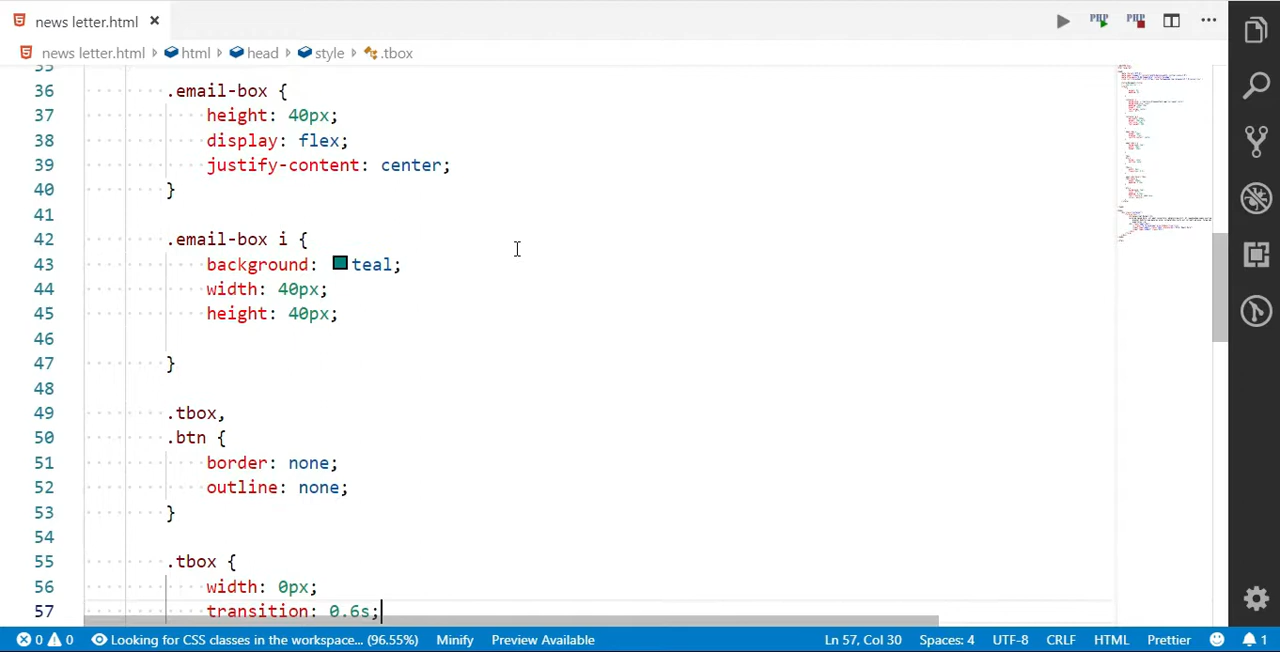 news letter.html
news letter.html html head style .tbox
35
36 .email-box {
37 height: 40px;
38 display: flex;
39 justify-content: center;
40 }
41
42 .email-box i {
43 background: teal;
44 width: 40px;
45 height: 40px;
46
47 }
48
49 .tbox,
50 .btn {
51 border: none;
52 outline: none;
53 }
54
55 .tbox {
56 width: 0px;
57 transition: 0.6s;
PHP PHP
0 0 Looking for CSS classes in the workspace... (96.55%) Minify Preview Available Ln 57, Col 30 Spaces: 4 UTF-8 CRLF HTML Prettier 1